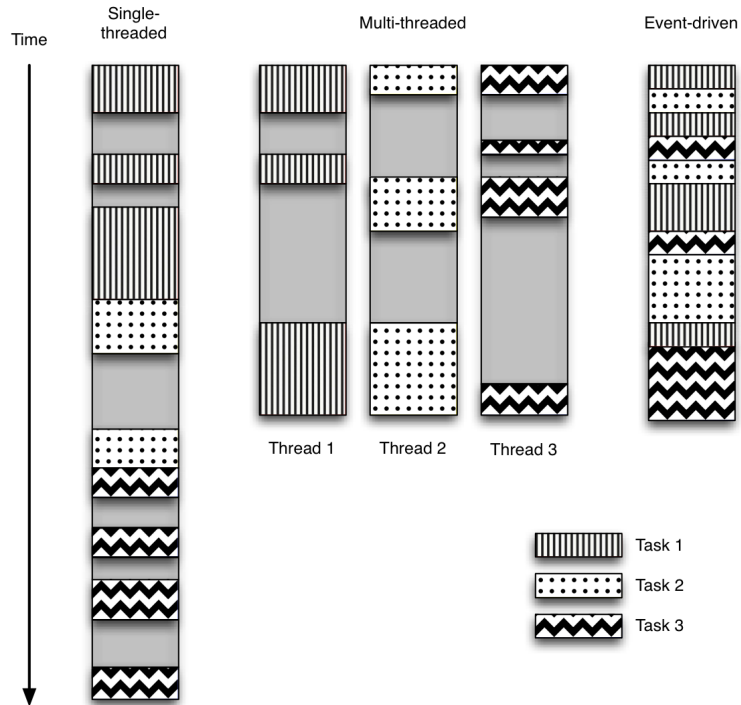 Time
Single-
threaded
Multi-threaded
Event-driven
Thread 1
Thread 2
Thread 3
Task 1
Task 2
Task 3